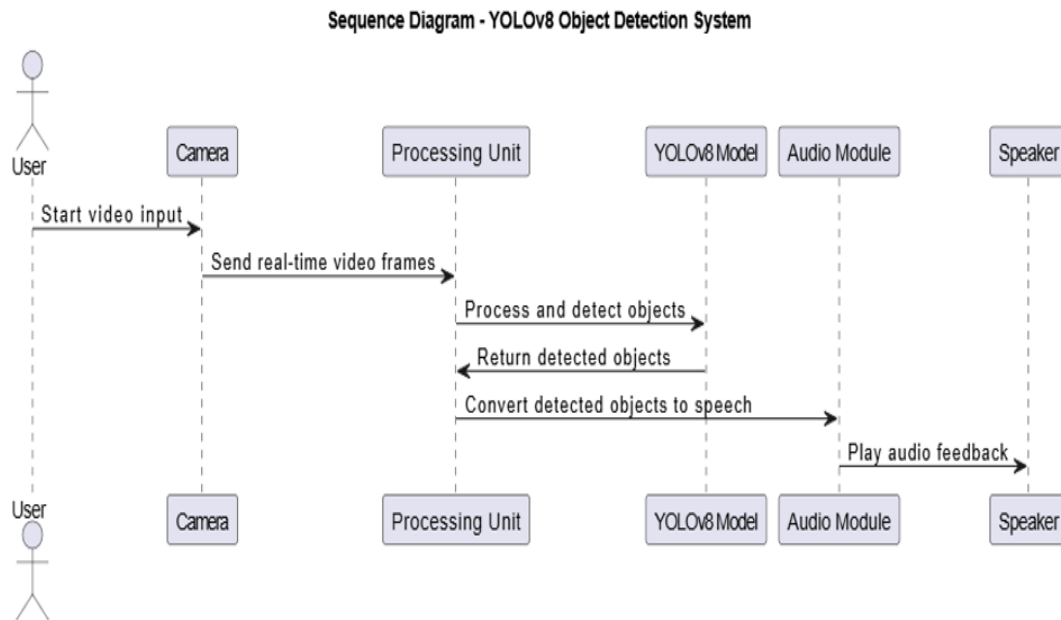 Sequence Diagram - YOLOv8 Object Detection System
User
Camera
Processing Unit
YOLOv8 Model
Audio Module
Speaker
Start video input
Send real-time video frames
Process and detect objects
Return detected objects
Convert detected objects to speech
Play audio feedback
User
Camera
Processing Unit
YOLOv8 Model
Audio Module
Speaker